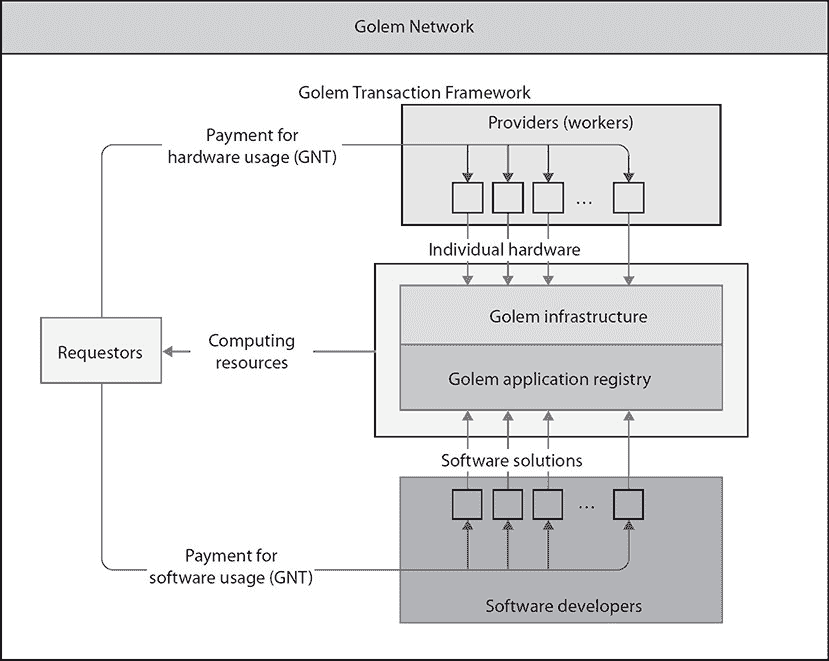 Golem Network
Golem Transaction Framework
Providers (workers)
Payment for
hardware usage (GNT)
...
Individual hardware
Golem infrastructure
Requestors
Computing
resources
Golem application registry
Software solutions
...
Payment for
software usage (GNT)
Software developers